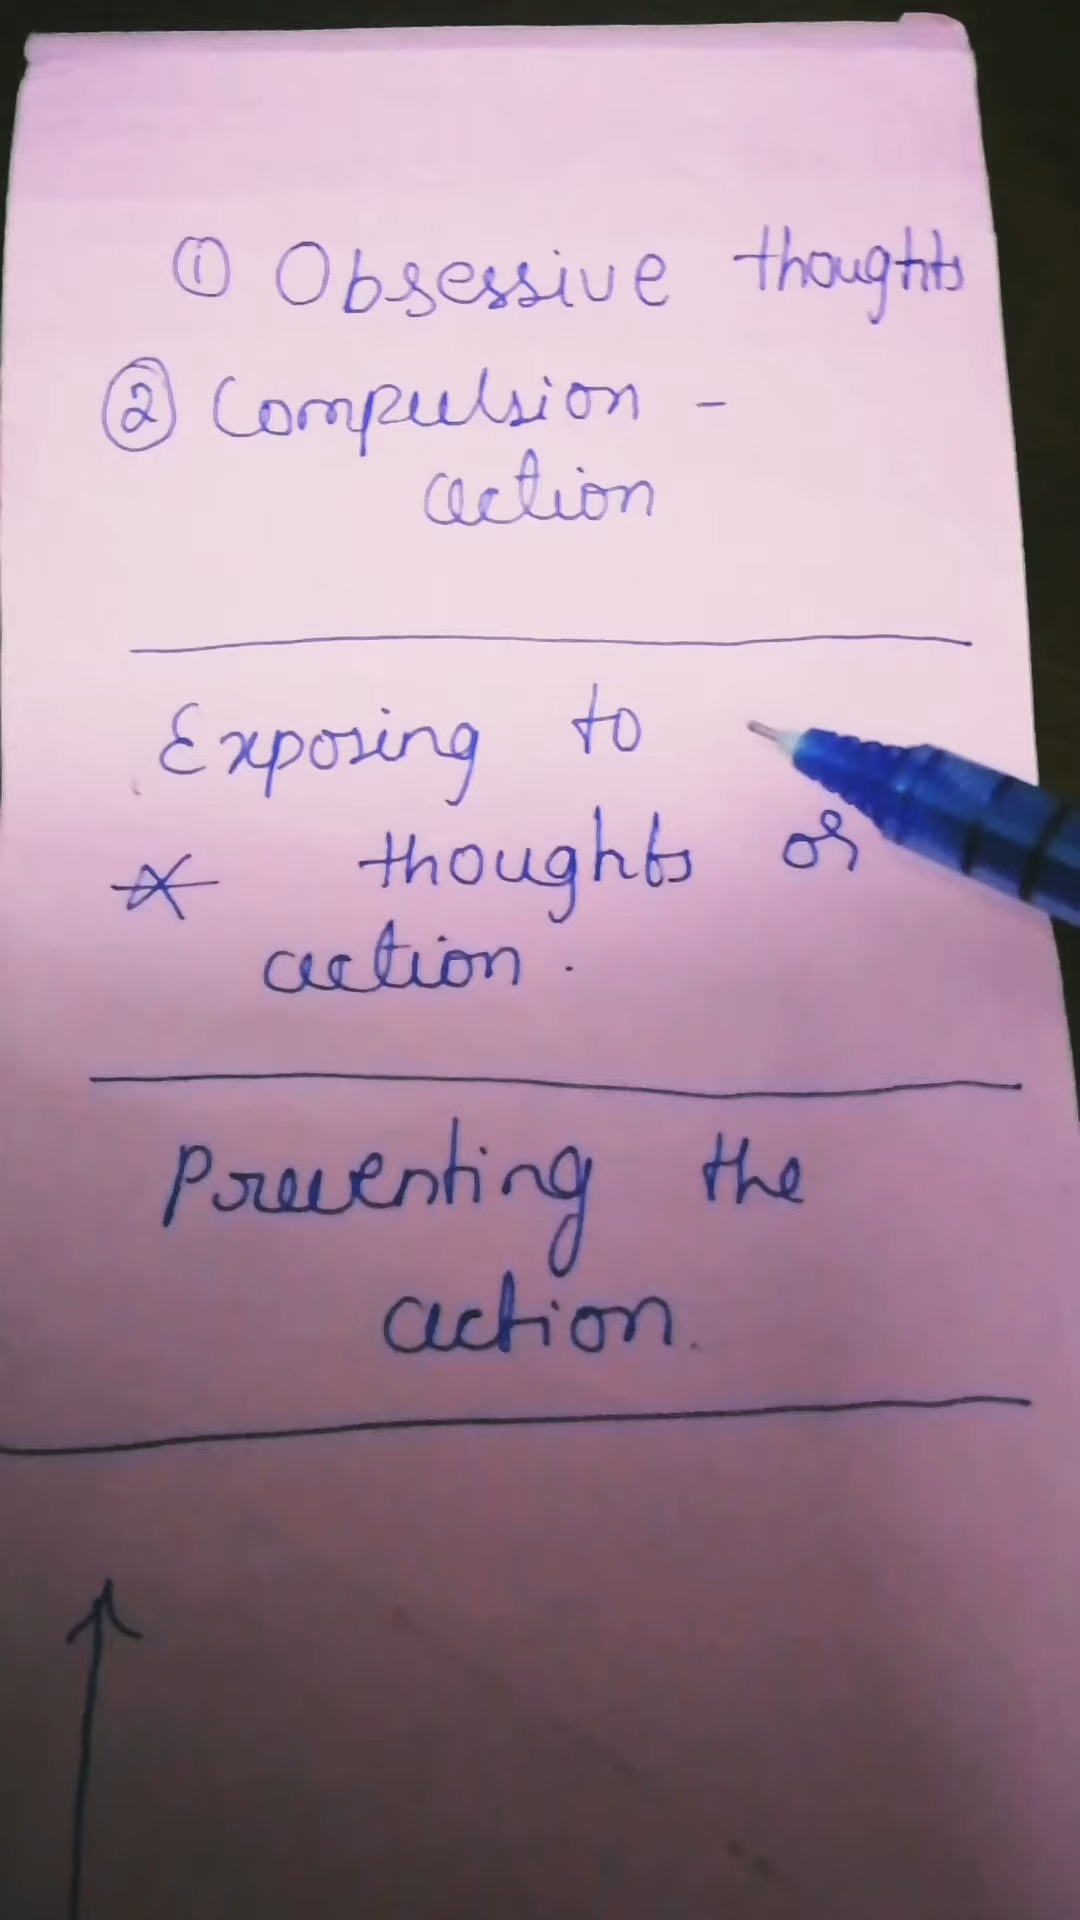 ① Obsessive thoughts
② Compulsion -
action
Exposing to
thoughts or
action.
Preventing the
action.